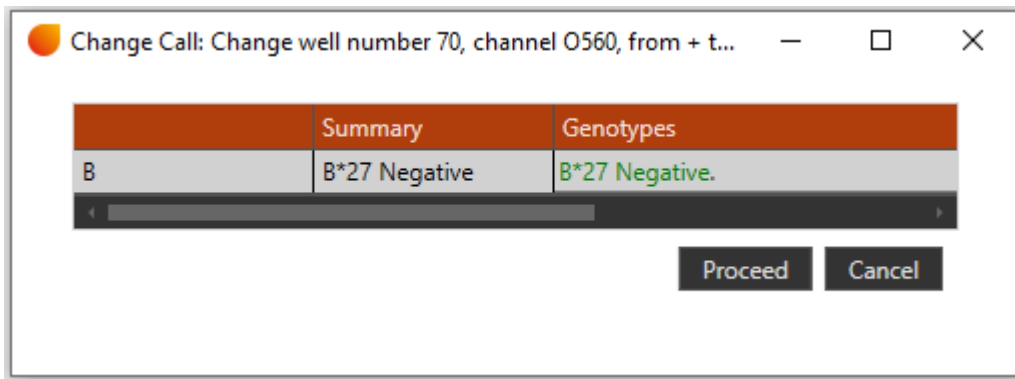 Change Call: Change well number 70, channel O560, from + t...
Summary Genotypes
B B*27 Negative B*27 Negative.
Proceed Cancel